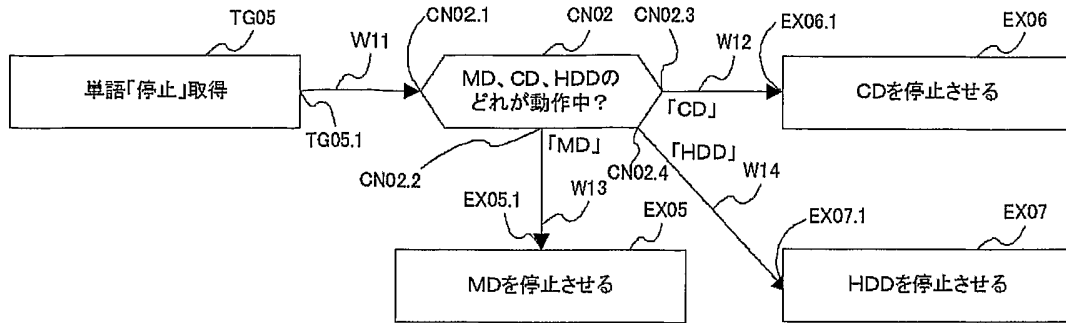 TG05
W11
CN02.1
CN02
CN02.3
W12
EX06.1
EX06
単語「停止」取得
MD、CD、HDDの
どれが動作中？
CDを停止させる
「CD」
TG05.1
「MD」
「HDD」
CN02.2
CN02.4
W13
W14
EX05.1
EX05
EX07.1
EX07
MDを停止させる
HDDを停止させる